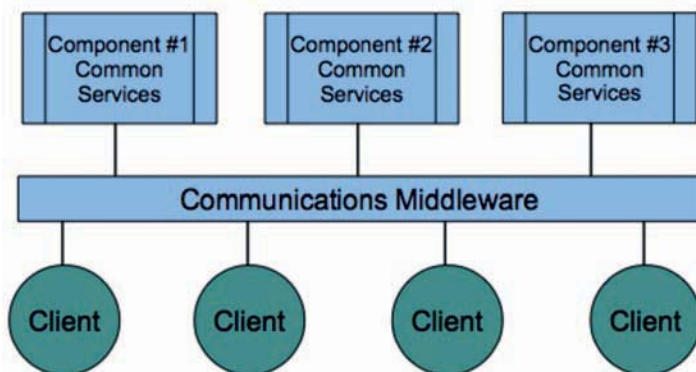 Component #1
Common
Services
Component #2
Common
Services
Component #3
Common
Services
Communications Middleware
Client
Client
Client
Client